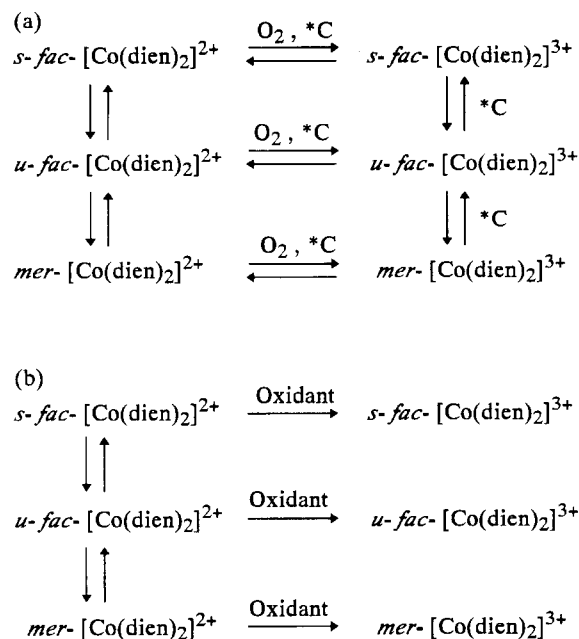 (a)
s-fac-[Co(dien)₂]²⁺ O₂ , *C s-fac-[Co(dien)₂]³⁺
*C
u-fac-[Co(dien)₂]²⁺ O₂ , *C u-fac-[Co(dien)₂]³⁺
*C
mer-[Co(dien)₂]²⁺ O₂ , *C mer-[Co(dien)₂]³⁺
(b)
s-fac-[Co(dien)₂]²⁺ Oxidant s-fac-[Co(dien)₂]³⁺
u-fac-[Co(dien)₂]²⁺ Oxidant u-fac-[Co(dien)₂]³⁺
mer-[Co(dien)₂]²⁺ Oxidant mer-[Co(dien)₂]³⁺